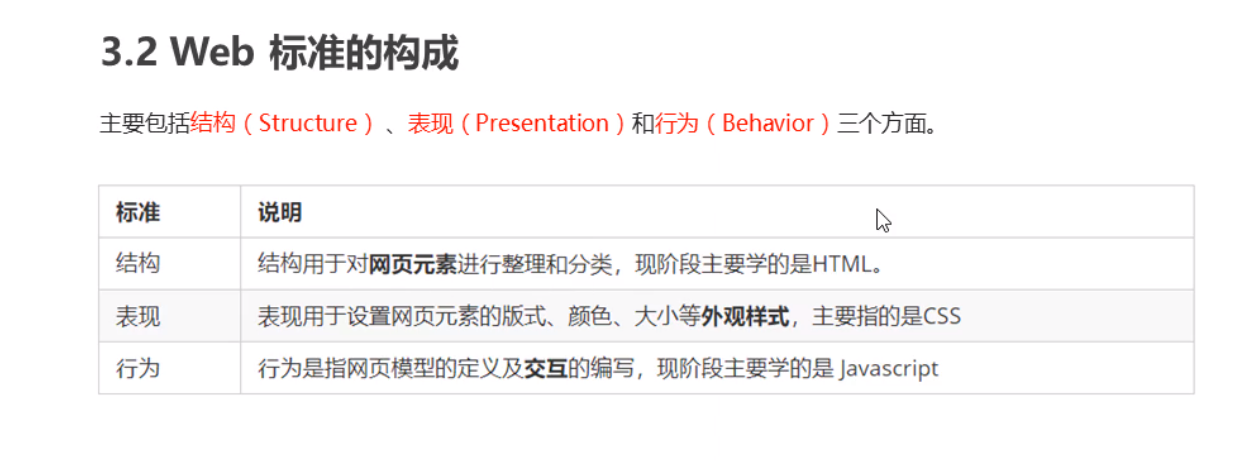 3.2 Web 标准的构成
主要包括结构（Structure）、表现（Presentation）和行为（Behavior）三个方面。
标准 说明
结构 结构用于对网页元素进行整理和分类，现阶段主要学的是HTML。
表现 表现用于设置网页元素的版式、颜色、大小等外观样式，主要指的是CSS
行为 行为是指网页模型的定义及交互的编写，现阶段主要学的是 Javascript